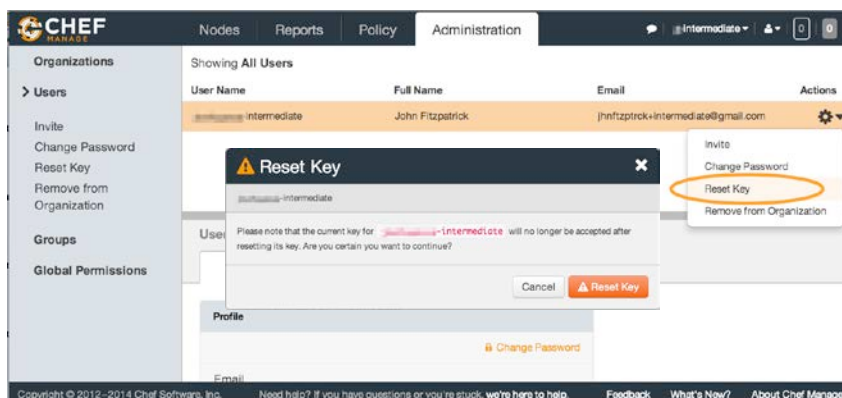 CHEF
MANAGE
Nodes Reports Policy Administration
-intermediate
0
0
Organizations
Users
Invite
Change Password
Reset Key
Remove from
Organization
Groups
Global Permissions
Showing All Users
User Name Full Name Email Actions
intermediate John Fitzpatrick jhnftzptrck+intermediate@gmail.com
Invite
Change Password
Reset Key
Remove from Organization
Reset Key
-intermediate
Please note that the current key for -intermediate will no longer be accepted after
resetting its key. Are you certain you want to continue?
Cancel Reset Key
User
Profile
Change Password
Email
Copyright © 2012–2014 Chef Software, Inc. Need help? If you have questions or you're stuck, we're here to help. Feedback What's New? About Chef Manage